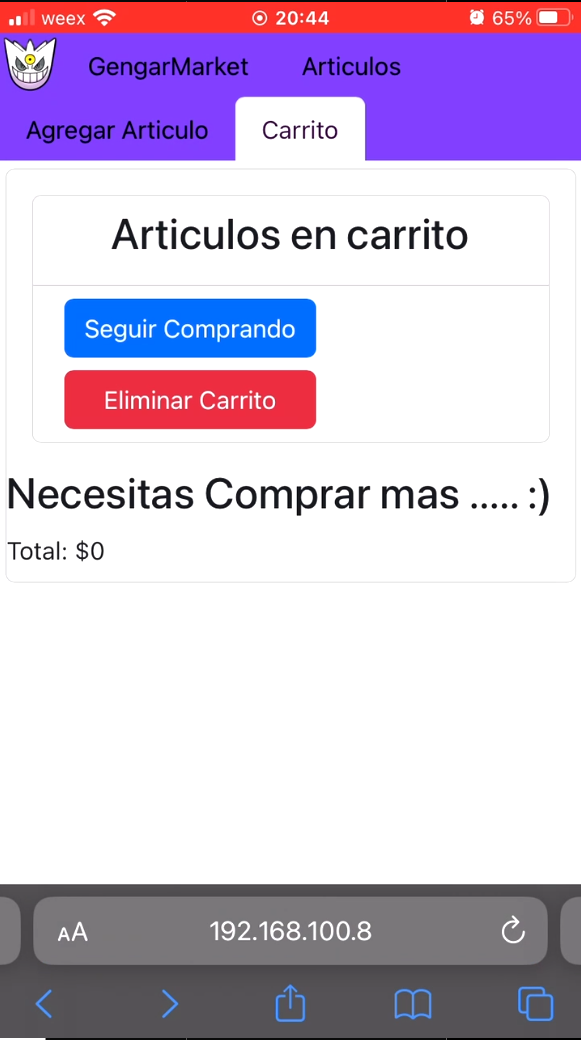 weex 20:44 65%
GengarMarket Articulos
Agregar Articulo Carrito
Articulos en carrito
Seguir Comprando
Eliminar Carrito
Necesitas Comprar mas ..... :)
Total: $0
AA 192.168.100.8